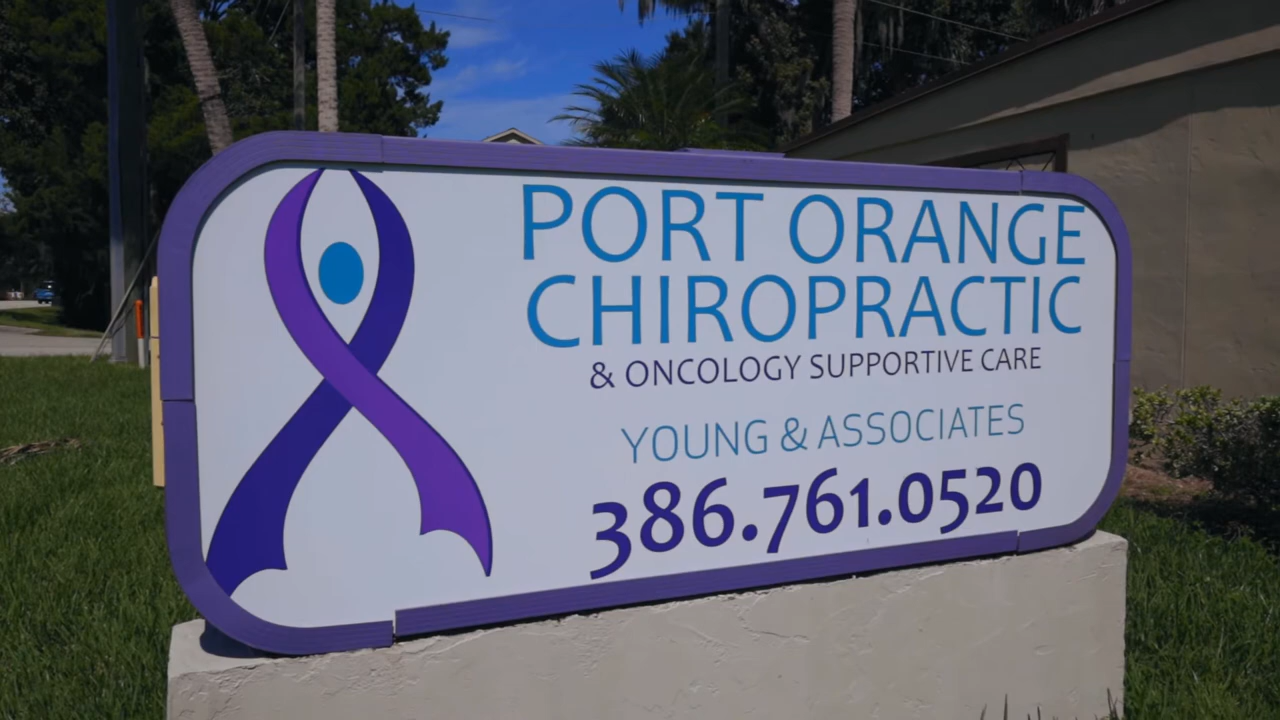 PORT ORANGE
CHIROPRACTIC
& ONCOLOGY SUPPORTIVE CARE
YOUNG & ASSOCIATES
386.761.0520